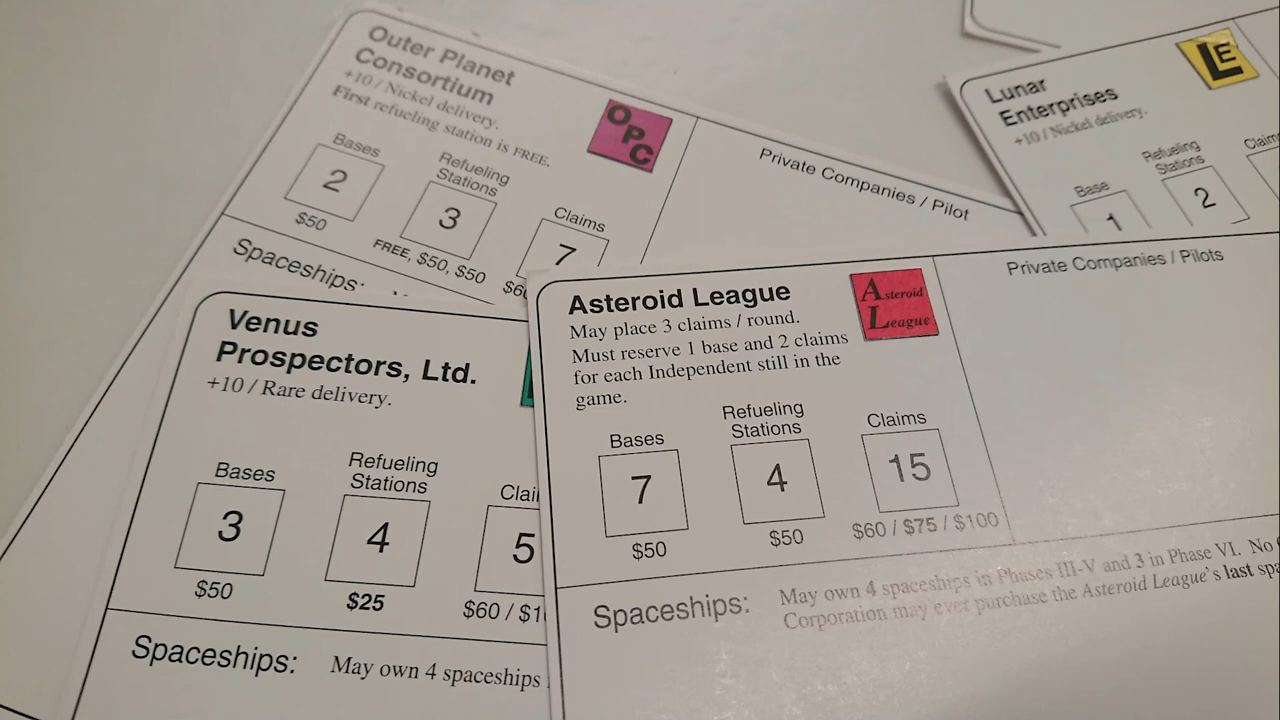 Outer Planet
Consortium
+10 / Nickel delivery.
First refueling station is FREE.
OPC
Bases
2
$50
Refueling
Stations
3
FREE, $50, $50
Claims
7
Spaceships:
Private Companies / Pilot
Lunar
Enterprises
+10 / Nickel delivery.
LE
Base
1
Refueling
Stations
2
Venus
Prospectors, Ltd.
+10 / Rare delivery.
Bases
3
$50
Refueling
Stations
4
$25
5
$60 /
Spaceships: May own 4 spaceships
Asteroid League
May place 3 claims / round.
Must reserve 1 base and 2 claims
for each Independent still in the
game.
Asteroid
League
Bases
7
$50
Refueling
Stations
4
$50
Claims
15
$60 / $75 / $100
Private Companies / Pilots
Spaceships: May own 4 spaceships in Phases III-V and 3 in Phase VI. No
Corporation may ever purchase the Asteroid League's last